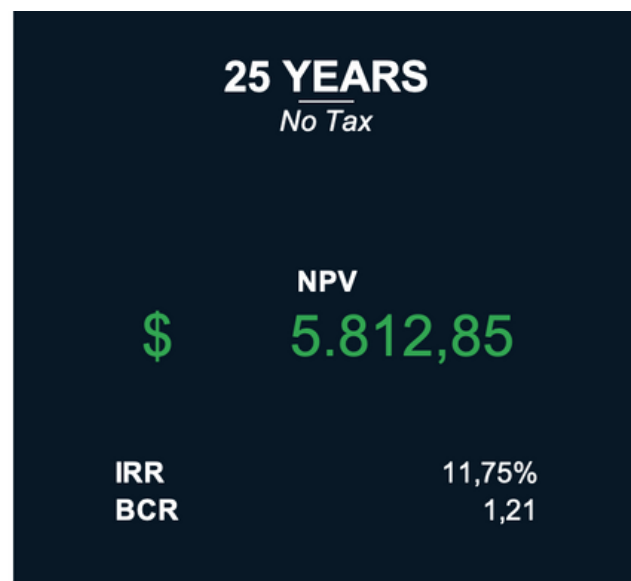 25 YEARS
No Tax
NPV
$ 5.812,85
IRR 11,75%
BCR 1,21